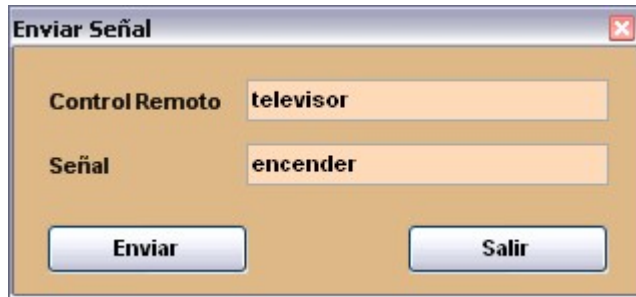 Enviar Señal
Control Remoto televisor
Señal encender
Enviar Salir